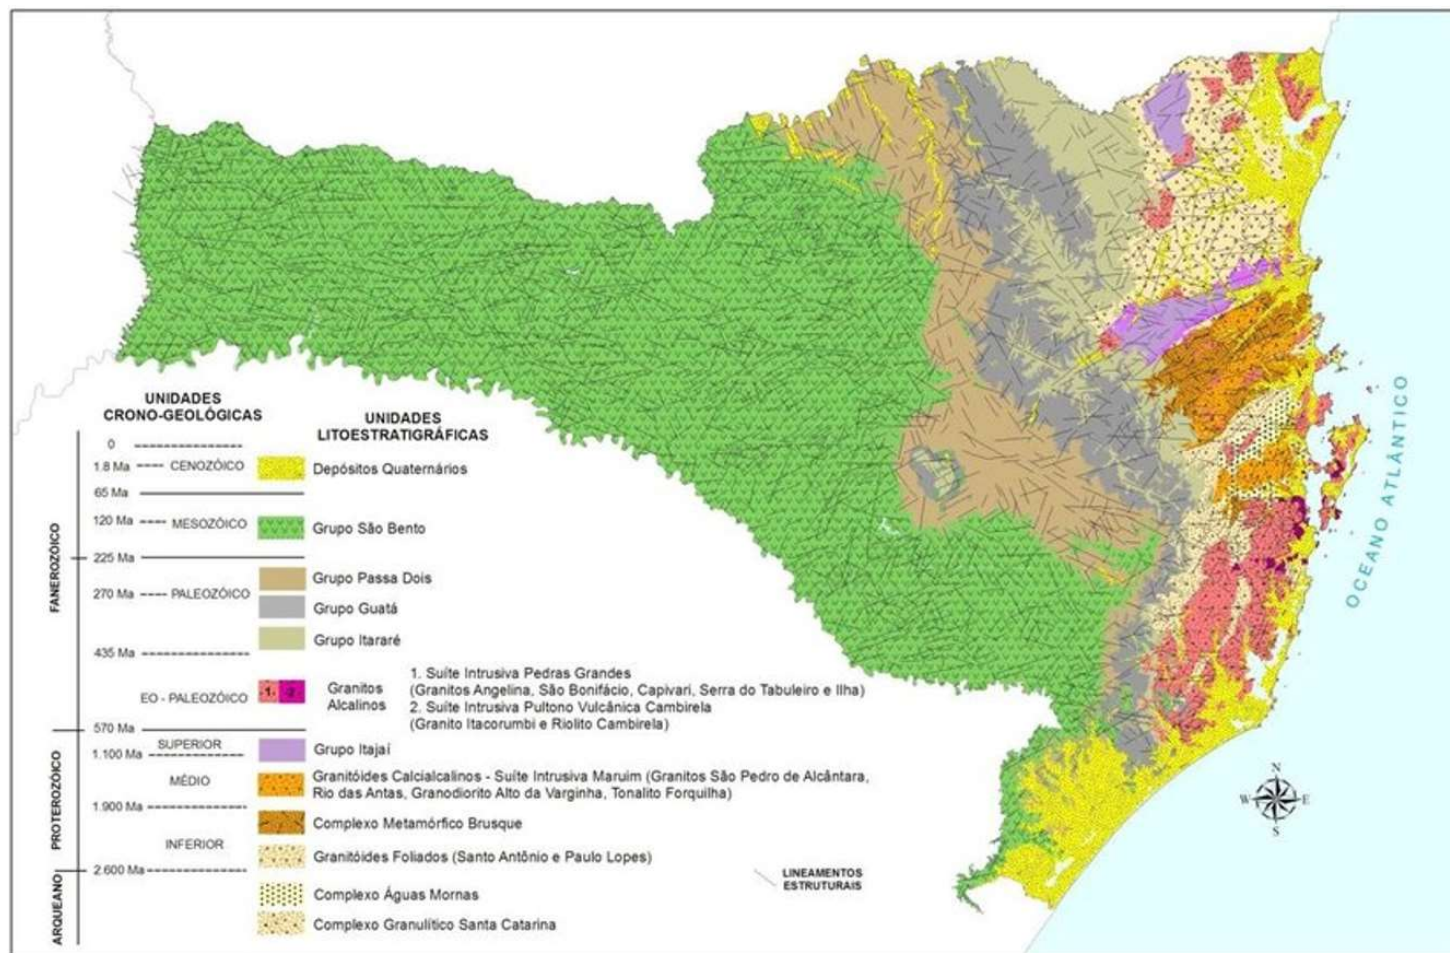 UNIDADES
CRONO-GEOLÓGICAS
UNIDADES
LITOESTRATIGRÁFICAS
0
1.8 Ma
CENOZÓICO
Depósitos Quaternários
65 Ma
120 Ma
MESOZÓICO
Grupo São Bento
225 Ma
FANEROZÓICO
Grupo Passa Dois
270 Ma
PALEOZÓICO
Grupo Guatá
Grupo Itararé
435 Ma
EO - PALEOZÓICO
1.
2.
Granitos
Alcalinos
1. Suíte Intrusiva Pedras Grandes
(Granitos Angelina, São Bonifácio, Capivari, Serra do Tabuleiro e Ilha)
2. Suíte Intrusiva Pultono Vulcânica Cambirela
(Granito Itacorumbi e Riolito Cambirela)
570 Ma
SUPERIOR
Grupo Itajaí
1.100 Ma
PROTEROZÓICO
MÉDIO
Granitóides Calcialcalinos - Suíte Intrusiva Maruim (Granitos São Pedro de Alcântara,
Rio das Antas, Granodiorito Alto da Varginha, Tonalito Forquilha)
1.900 Ma
Complexo Metamórfico Brusque
INFERIOR
Granitóides Foliados (Santo Antônio e Paulo Lopes)
2.600 Ma
ARQUEANO
Complexo Águas Mornas
Complexo Granulítico Santa Catarina
LINEAMENTOS
ESTRUTURAIS
OCEANO ATLÂNTICO
N
W
E
S